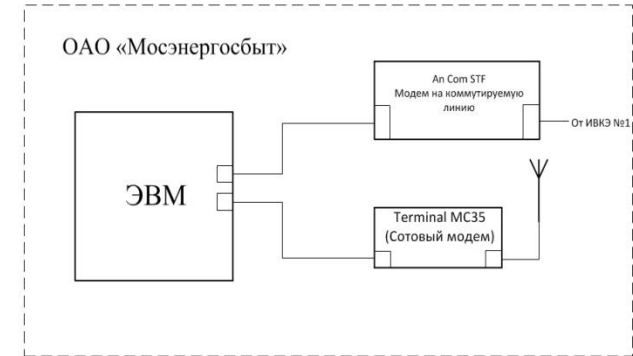 ОАО «Мосэнергосбыт»
An Com STF
Модем на коммутируемую
линию
От ИВКЭ №1
ЭВМ
Terminal MC35
(Сотовый модем)